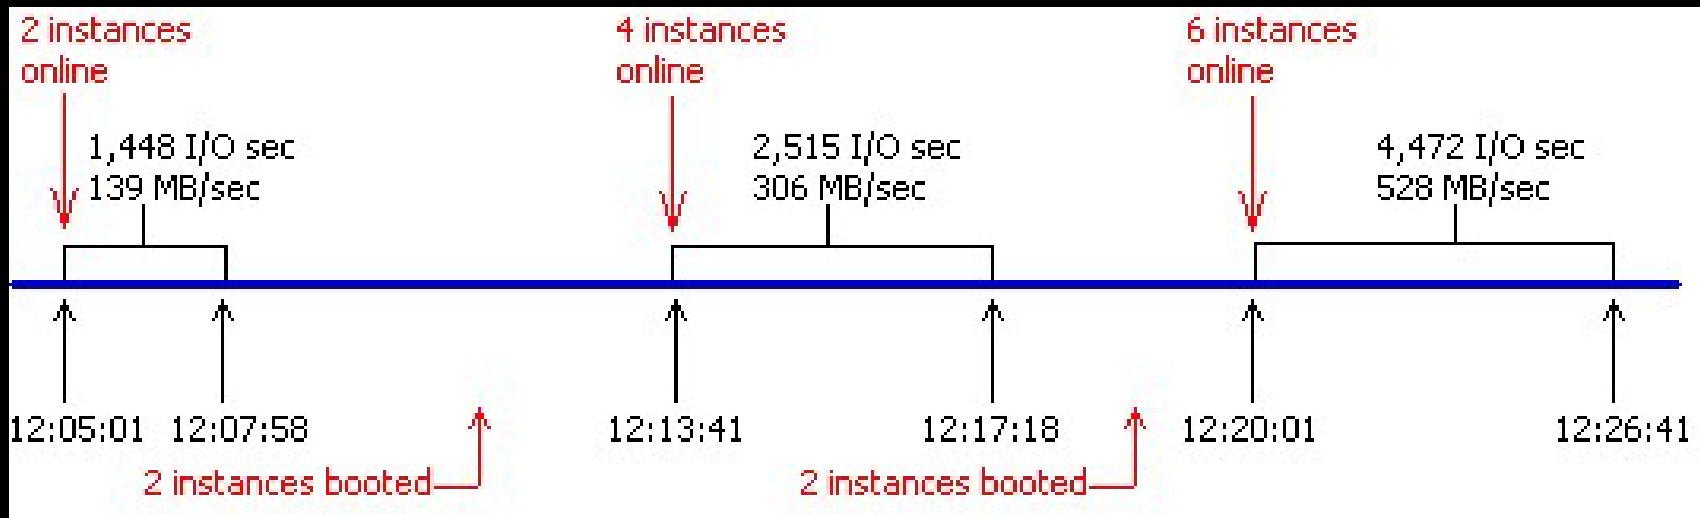 2 instances
online
4 instances
online
6 instances
online
1,448 I/O sec
139 MB/sec
2,515 I/O sec
306 MB/sec
4,472 I/O sec
528 MB/sec
12:05:01
12:07:58
12:13:41
12:17:18
12:20:01
12:26:41
2 instances booted
2 instances booted